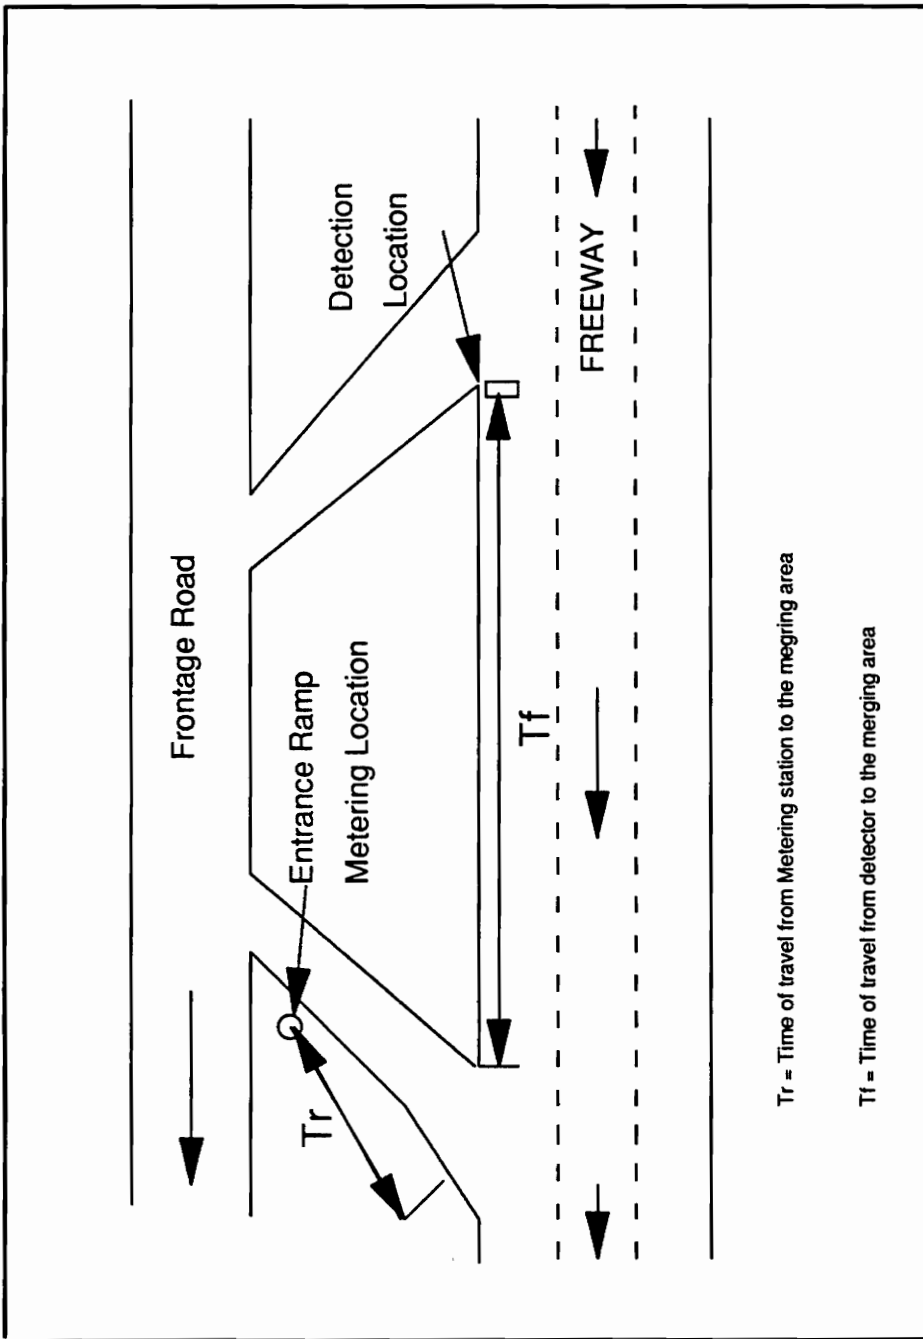 Frontage Road
Entrance Ramp
Metering Location
Detection
Location
Tr
Tf
FREEWAY
Tr = Time of travel from Metering station to the megring area
Tf = Time of travel from detector to the merging area